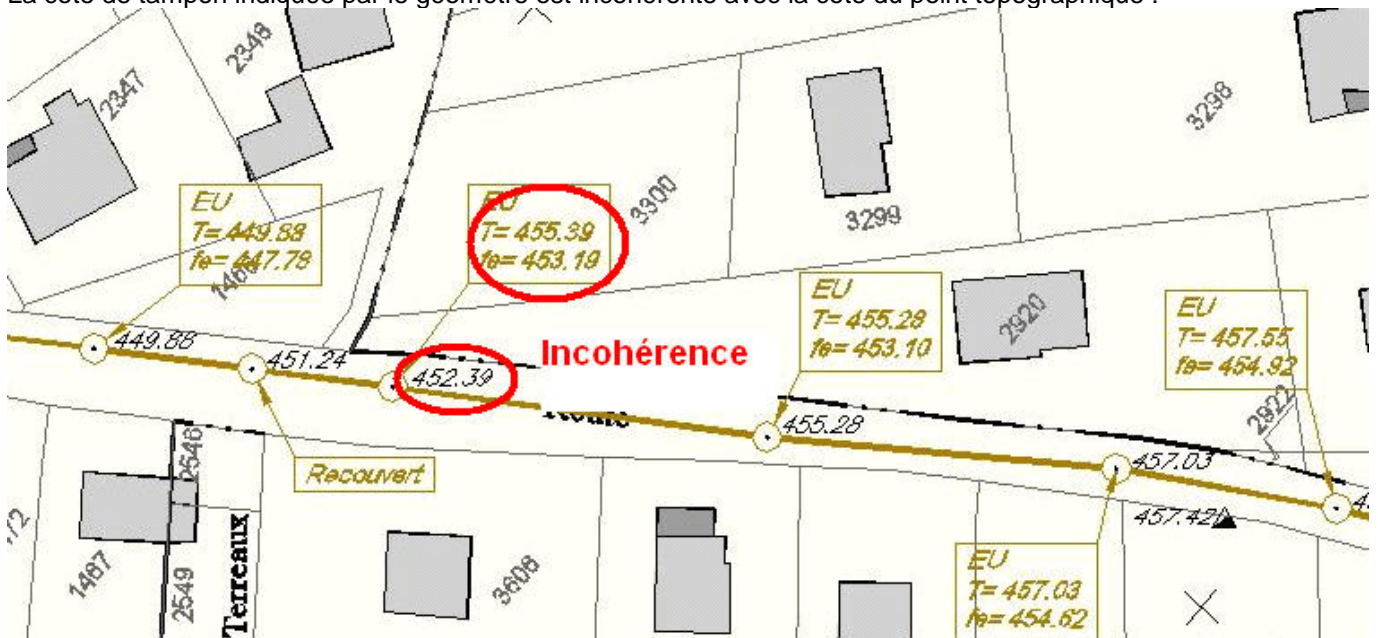 La cote de tampon indiquée par le géomètre est incohérente avec la cote du point topographique :
2348
2347
3298
3300
3299
EU
T= 449.88
fe= 447.78
EU
T= 455.39
fe= 453.19
EU
T= 455.28
fe= 453.10
2920
EU
T= 457.55
fe= 454.92
449.88
451.24
452.39
Incohérence
455.28
457.03
2922
Recouvert
2546
457.42
1467
2549
Terreaux
3608
EU
T= 457.03
fe= 454.62